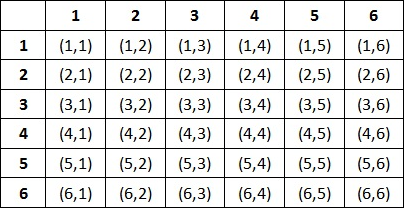 1 2 3 4 5 6
1 (1,1) (1,2) (1,3) (1,4) (1,5) (1,6)
2 (2,1) (2,2) (2,3) (2,4) (2,5) (2,6)
3 (3,1) (3,2) (3,3) (3,4) (3,5) (3,6)
4 (4,1) (4,2) (4,3) (4,4) (4,5) (4,6)
5 (5,1) (5,2) (5,3) (5,4) (5,5) (5,6)
6 (6,1) (6,2) (6,3) (6,4) (6,5) (6,6)